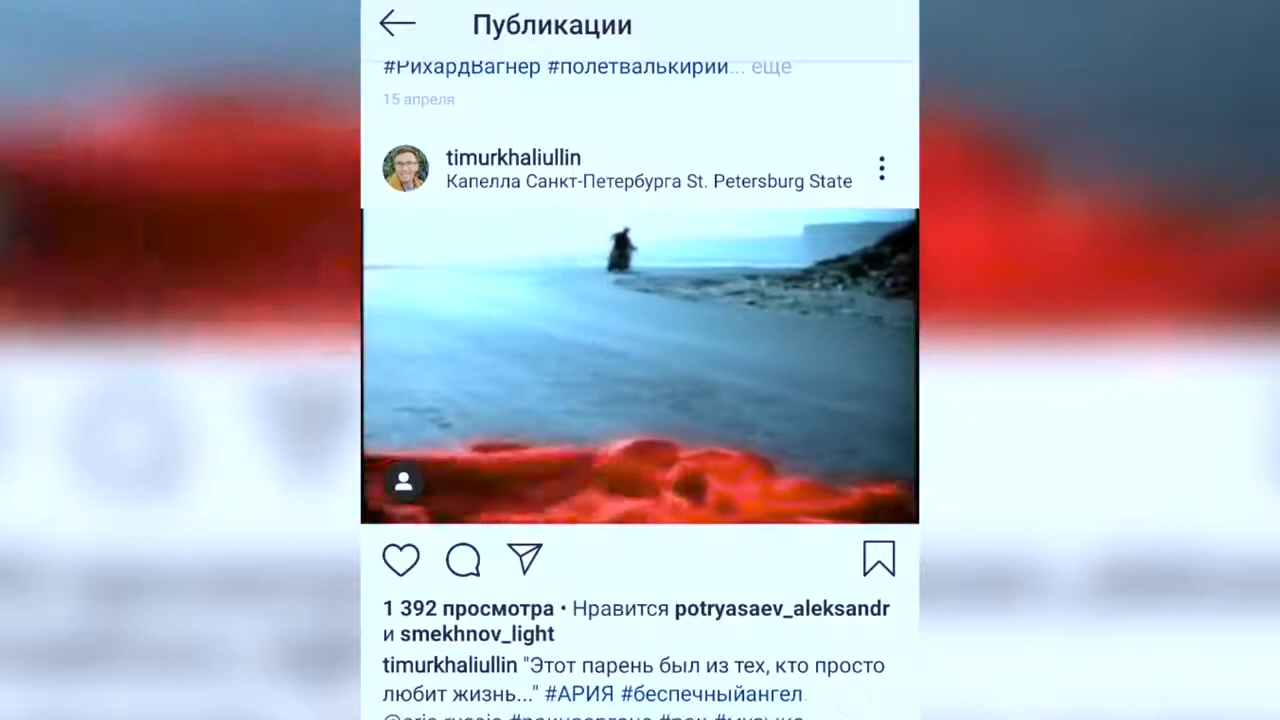 Публикации
#РихардВагнер #полетвалькирии... еще
15 апреля
timurkhaliullin
Капелла Санкт-Петербурга St. Petersburg State
1 392 просмотра • Нравится potryasaev_aleksandr
и smekhnov_light
timurkhaliullin "Этот парень был из тех, кто просто
любит жизнь..." #АРИЯ #беспечныйангел